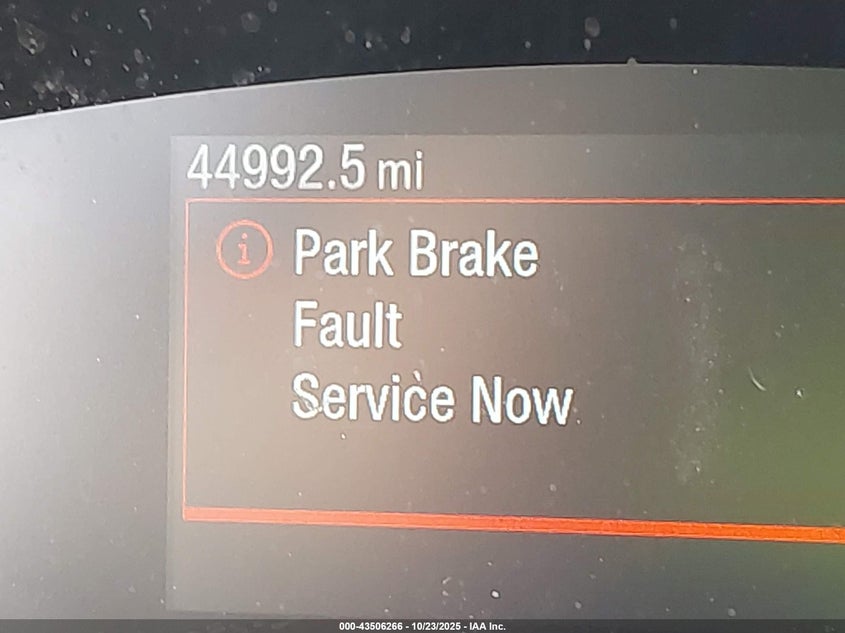 44992.5 mi
i
Park Brake
Fault
Service Now
000-43506266 - 10/23/2025 - IAA Inc.